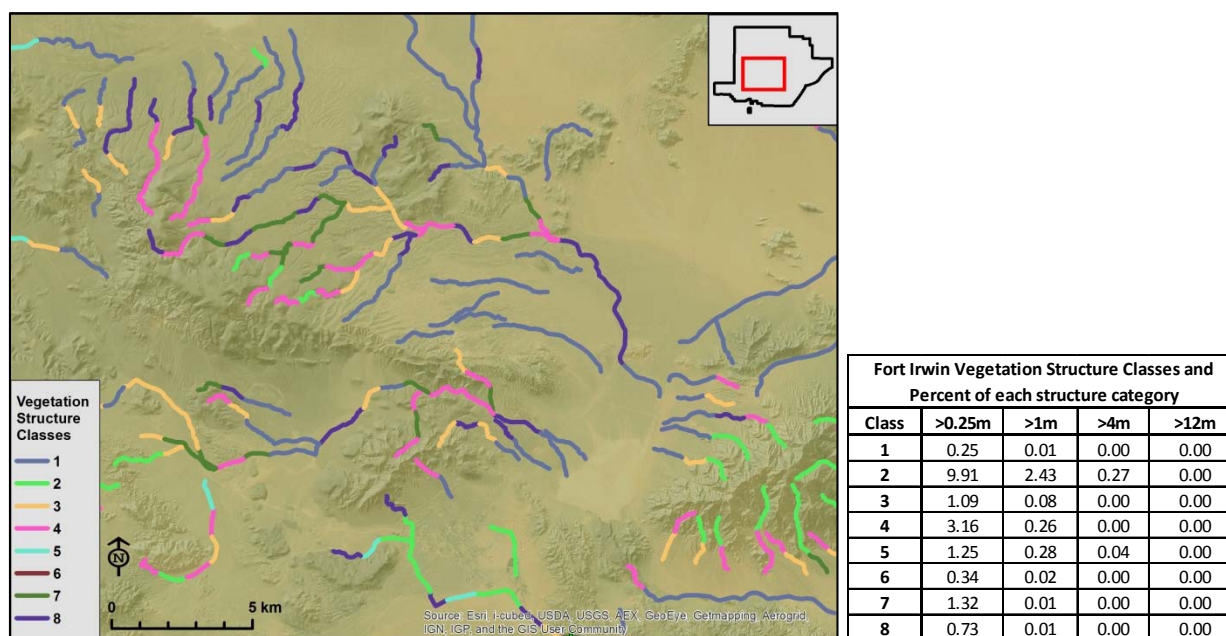 Vegetation
Structure
Classes
1
2
3
4
5
6
7
8
N
0
5 km
Source: Esri, i-cubed, USDA, USGS, AEX, GeoEye, Getmapping, Aerogrid,
IGN, IGP, and the GIS User Community
Fort Irwin Vegetation Structure Classes and
Percent of each structure category
Class >0.25m >1m >4m >12m
1 0.25 0.01 0.00 0.00
2 9.91 2.43 0.27 0.00
3 1.09 0.08 0.00 0.00
4 3.16 0.26 0.00 0.00
5 1.25 0.28 0.04 0.00
6 0.34 0.02 0.00 0.00
7 1.32 0.01 0.00 0.00
8 0.73 0.01 0.00 0.00